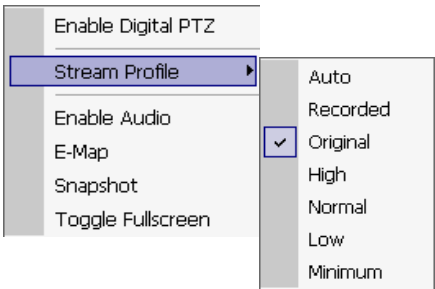 Enable Digital PTZ
Stream Profile
Enable Audio
E-Map
Snapshot
Toggle Fullscreen
Auto
Recorded
Original
High
Normal
Low
Minimum